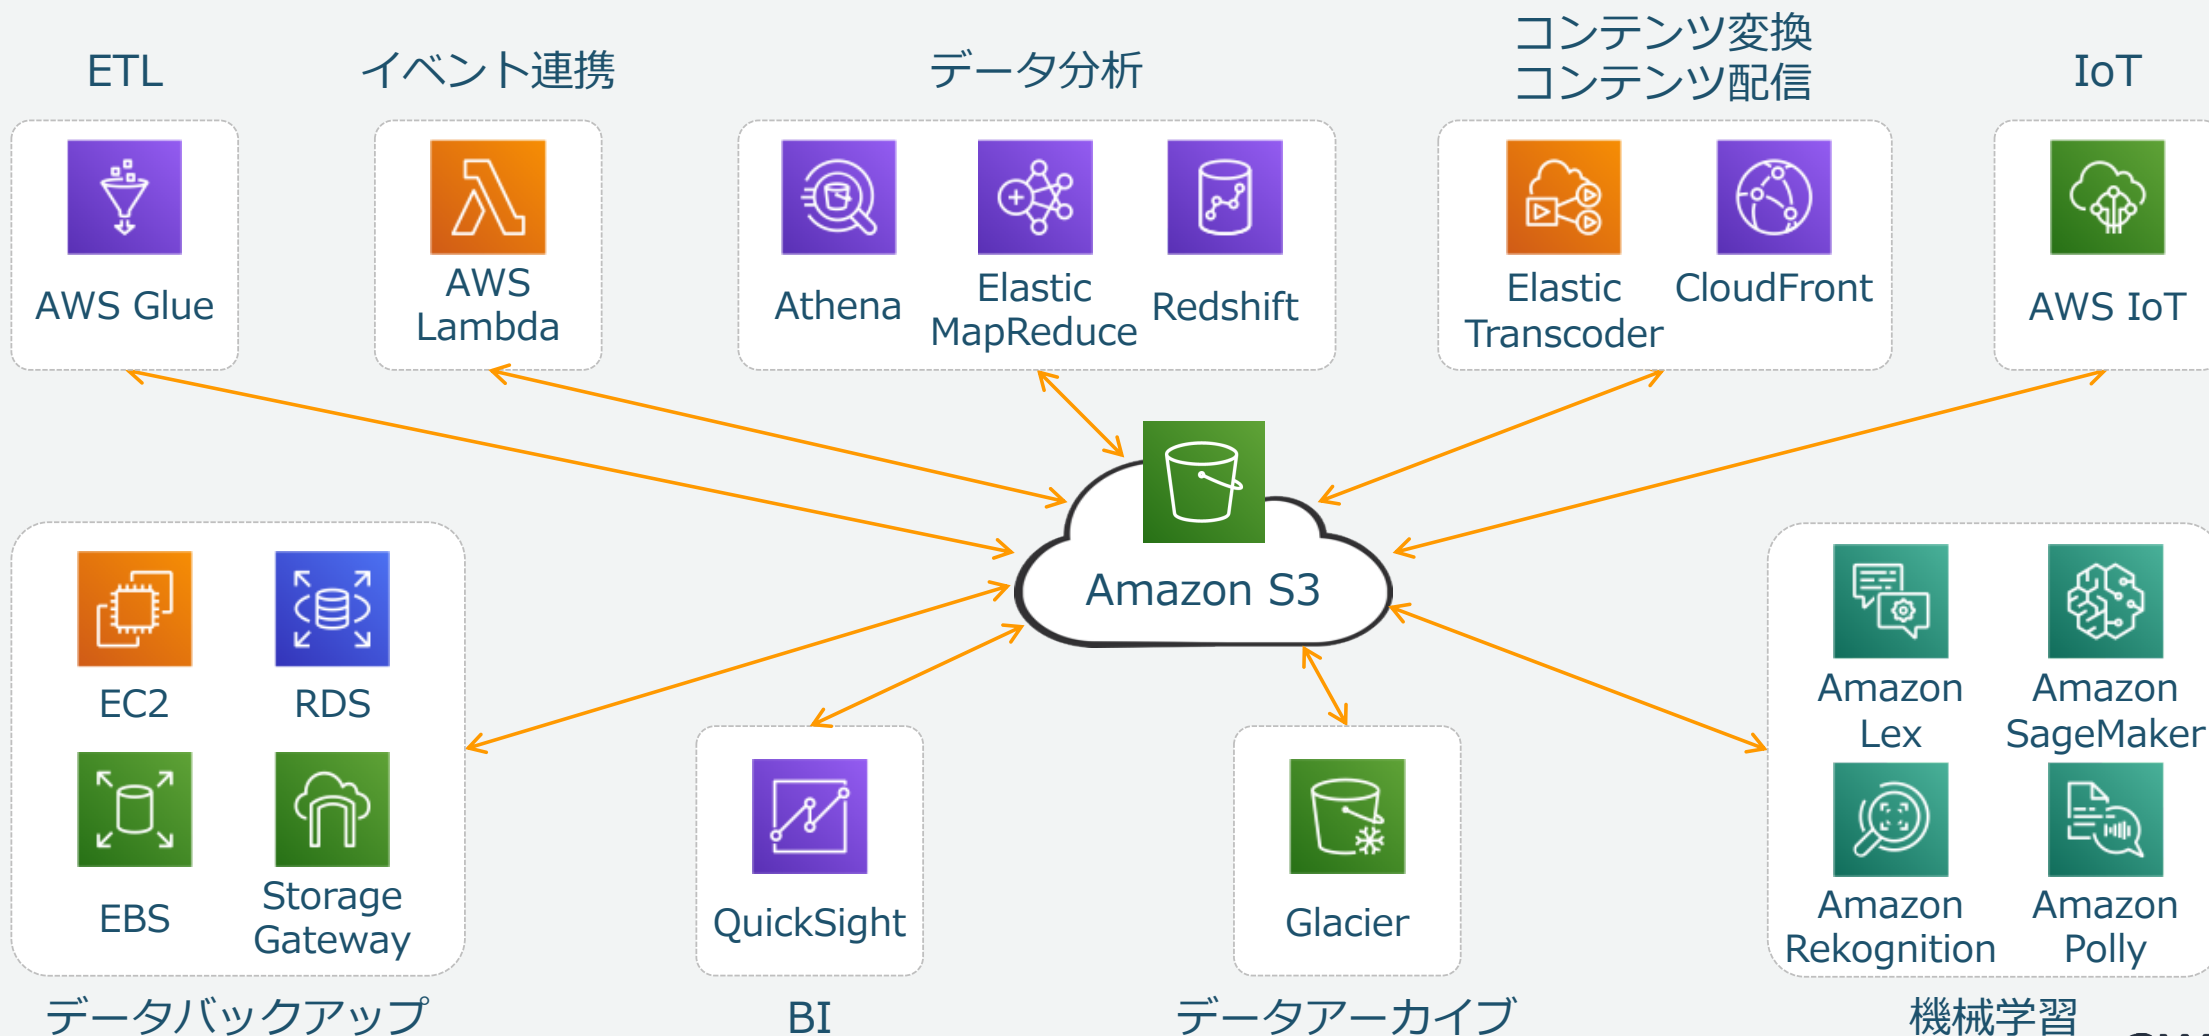 ETL
イベント連携
データ分析
コンテンツ変換
コンテンツ配信
IoT
AWS Glue
AWS
Lambda
Athena
Elastic
MapReduce
Redshift
Elastic
Transcoder
CloudFront
AWS IoT
Amazon S3
EC2
RDS
EBS
Storage
Gateway
データバックアップ
QuickSight
BI
Glacier
データアーカイブ
Amazon
Lex
Amazon
SageMaker
Amazon
Rekognition
Amazon
Polly
機械学習